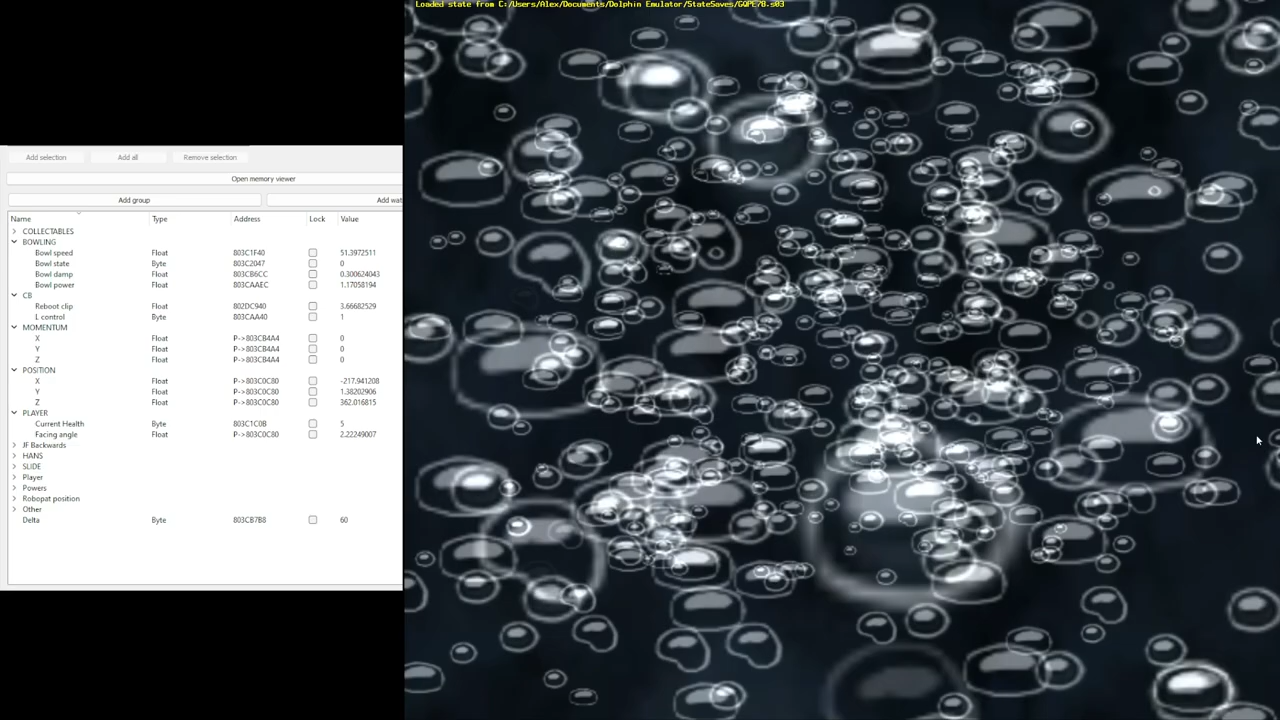 Loaded state from C:/Users/Alex/Documents/Dolphin Emulator/StateSaves/GQPE78.s03
Add selection Add all Remove selection
Open memory viewer
Add group Add wat
Name Type Address Lock Value
COLLECTABLES
BOWLING
Bowl speed Float 803C1F40 51.3972511
Bowl state Byte 803C2047 0
Bowl damp Float 803CB6CC 0.300624043
Bowl power Float 803CAAEC 1.17058194
CB
Reboot clip Float 802DC940 3.66682529
L control Byte 803CAA40 1
MOMENTUM
X Float P->803CB4A4 0
Y Float P->803CB4A4 0
Z Float P->803CB4A4 0
POSITION
X Float P->803C0C80 -217.941208
Y Float P->803C0C80 1.38202906
Z Float P->803C0C80 362.016815
PLAYER
Current Health Byte 803C1C0B 5
Facing angle Float P->803C0C80 2.22249007
JF Backwards
HANS
SLIDE
Player
Powers
Robopat position
Other
Delta Byte 803CB7B8 60